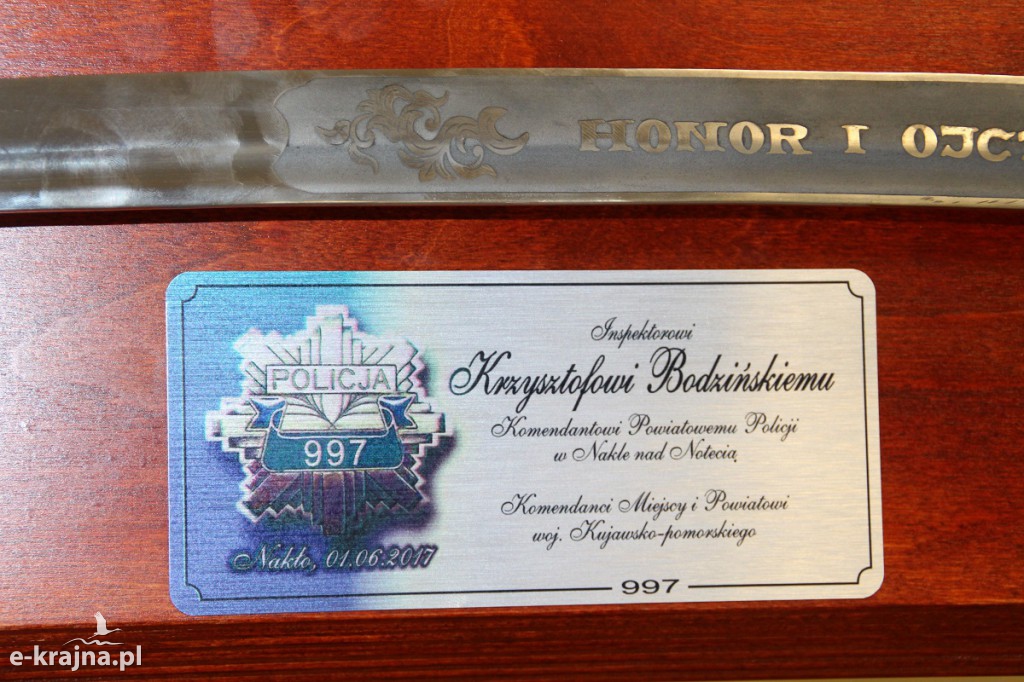 HONOR I OJC
POLICJA
997
Nakło, 01.06.2017
Inspektorowi
Krzysztofowi Bodzińskiemu
Komendantowi Powiatowemu Policji
w Nakle nad Notecią
Komendanci Miejscy i Powiatowi
woj. Kujawsko-pomorskiego
997
e-krajna.pl